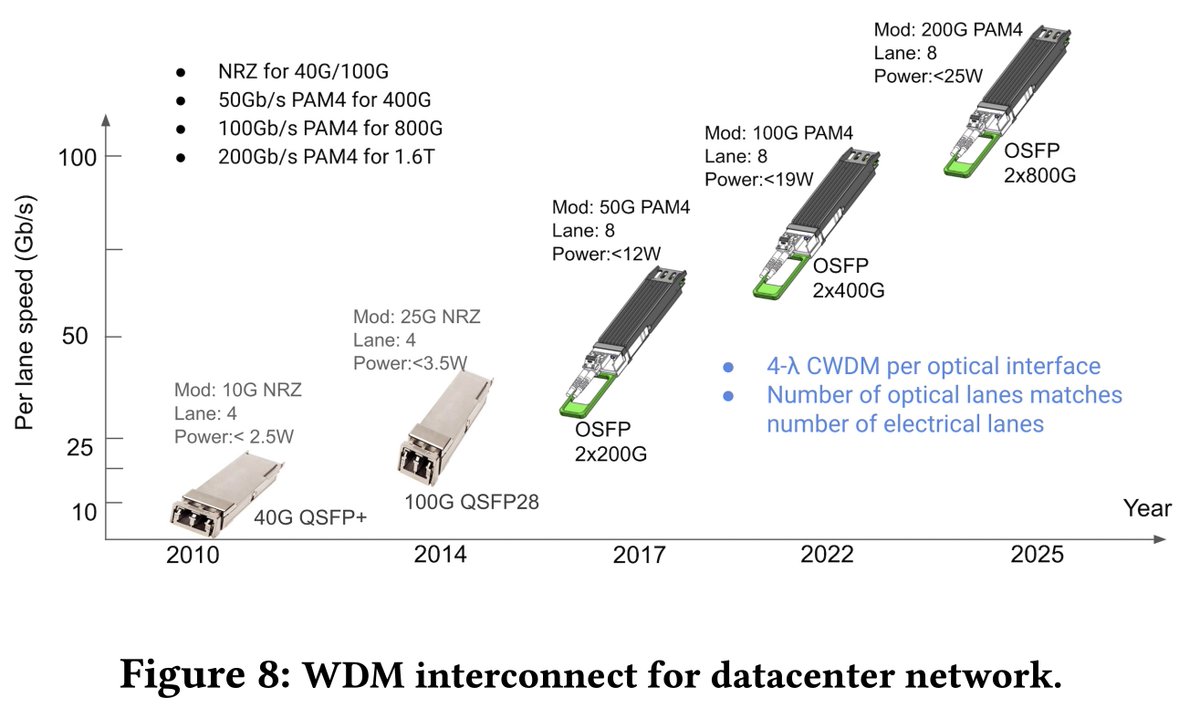 ● NRZ for 40G/100G
● 50Gb/s PAM4 for 400G
● 100Gb/s PAM4 for 800G
● 200Gb/s PAM4 for 1.6T
Mod: 200G PAM4
Lane: 8
Power:<25W
OSFP
2x800G
Mod: 100G PAM4
Lane: 8
Power:<19W
OSFP
2x400G
Mod: 50G PAM4
Lane: 8
Power:<12W
OSFP
2x200G
Mod: 25G NRZ
Lane: 4
Power:<3.5W
100G QSFP28
Mod: 10G NRZ
Lane: 4
Power:< 2.5W
40G QSFP+
● 4-λ CWDM per optical interface
● Number of optical lanes matches
number of electrical lanes
Per lane speed (Gb/s)
100
50
25
10
Year
2010
2014
2017
2022
2025
Figure 8: WDM interconnect for datacenter network.